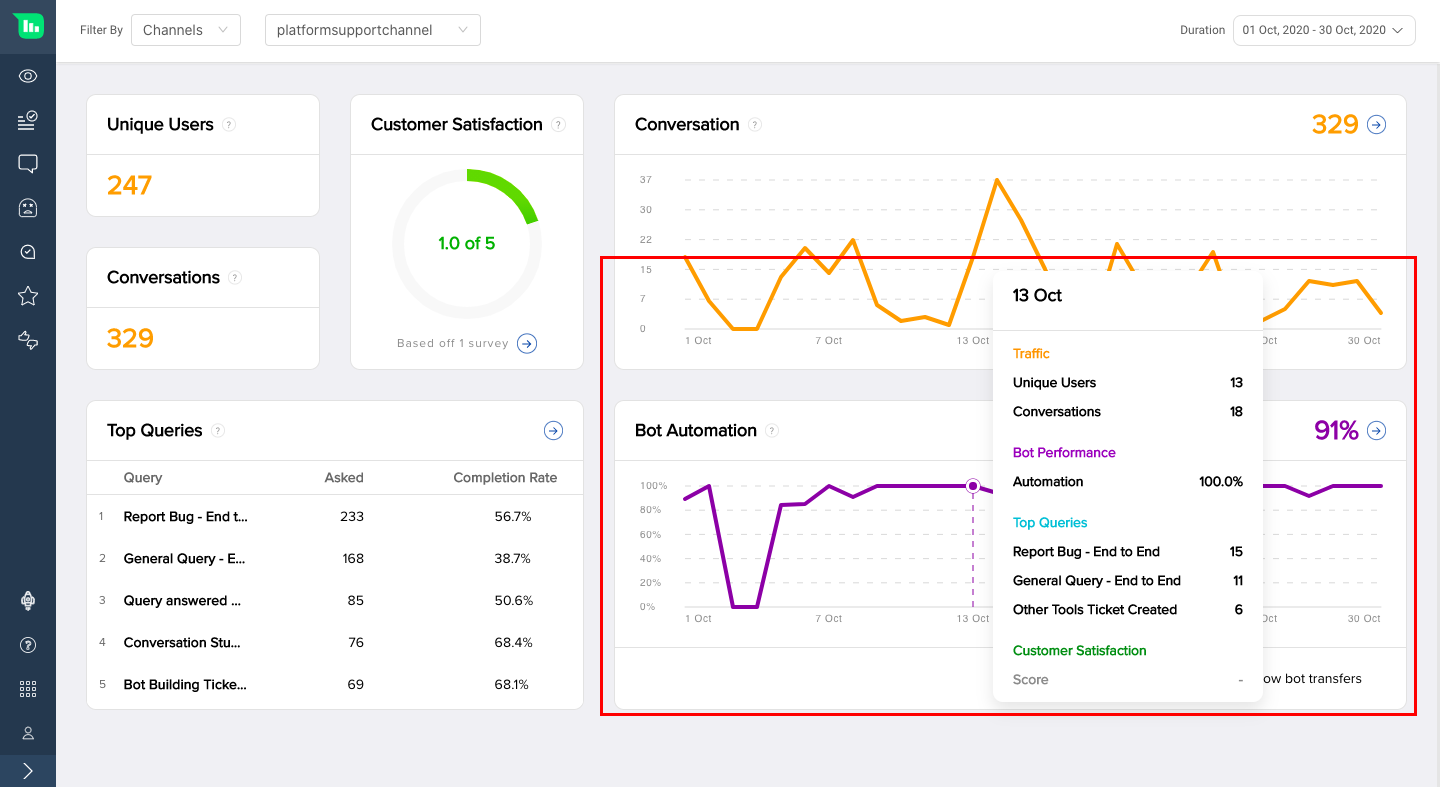 Filter By Channels platformsupportchannel Duration 01 Oct, 2020 - 30 Oct, 2020
Unique Users ?
247
Conversations ?
329
Customer Satisfaction ?
1.0 of 5
Based off 1 survey
Conversation ? 329
37
30
22
15
7
0
1 Oct 7 Oct 13 Oct Oct 30 Oct
Top Queries ?
Query Asked Completion Rate
1 Report Bug - End t... 233 56.7%
2 General Query - E... 168 38.7%
3 Query answered ... 85 50.6%
4 Conversation Stu... 76 68.4%
5 Bot Building Ticke... 69 68.1%
Bot Automation ? 91%
100%
80%
60%
40%
20%
0%
1 Oct 7 Oct 13 Oct Oct 30 Oct
ow bot transfers
13 Oct
Traffic
Unique Users 13
Conversations 18
Bot Performance
Automation 100.0%
Top Queries
Report Bug - End to End 15
General Query - End to End 11
Other Tools Ticket Created 6
Customer Satisfaction
Score -